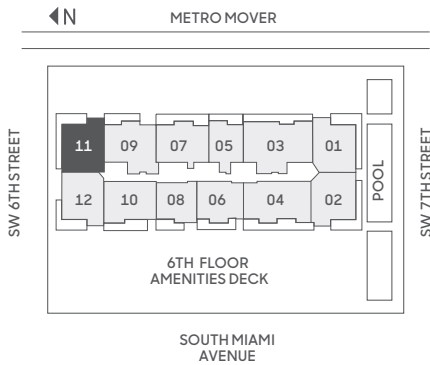 N
METRO MOVER
SW 6TH STREET
11 09 07 05 03 01
12 10 08 06 04 02
POOL
SW 7TH STREET
6TH FLOOR
AMENITIES DECK
SOUTH MIAMI
AVENUE